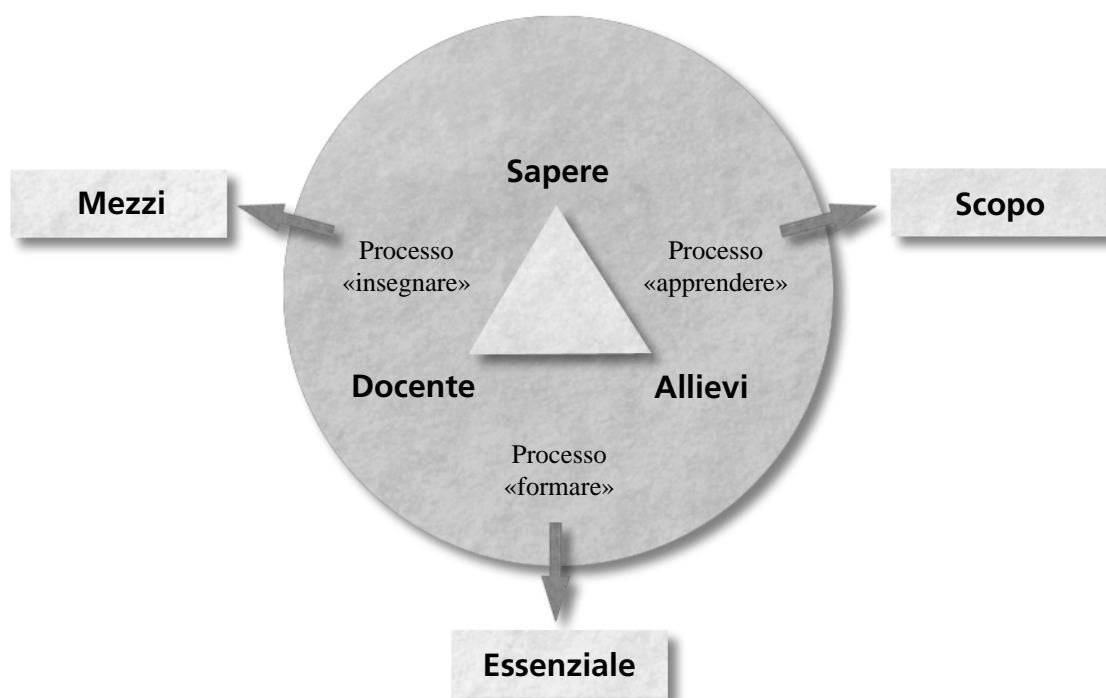 Sapere
Mezzi
Scopo
Processo
«insegnare»
Processo
«apprendere»
Docente
Allievi
Processo
«formare»
Essenziale